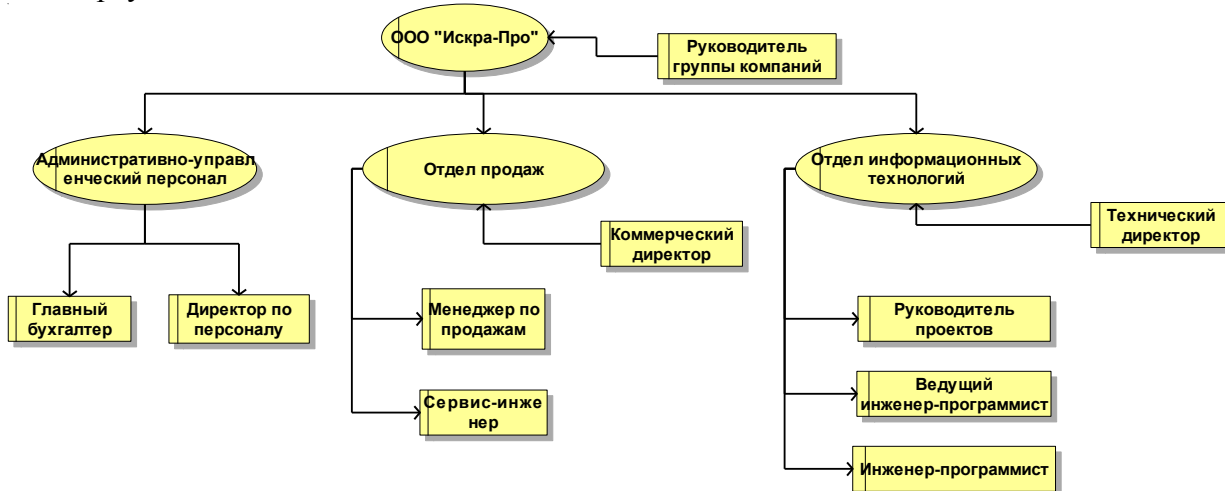 ООО "Искра-Про"
Руководитель
группы компаний
Административно-управл
енческий персонал
Отдел продаж
Отдел информационных
технологий
Коммерческий
директор
Технический
директор
Главный
бухгалтер
Директор по
персоналу
Менеджер по
продажам
Руководитель
проектов
Сервис-инже
нер
Ведущий
инженер-программист
Инженер-программист